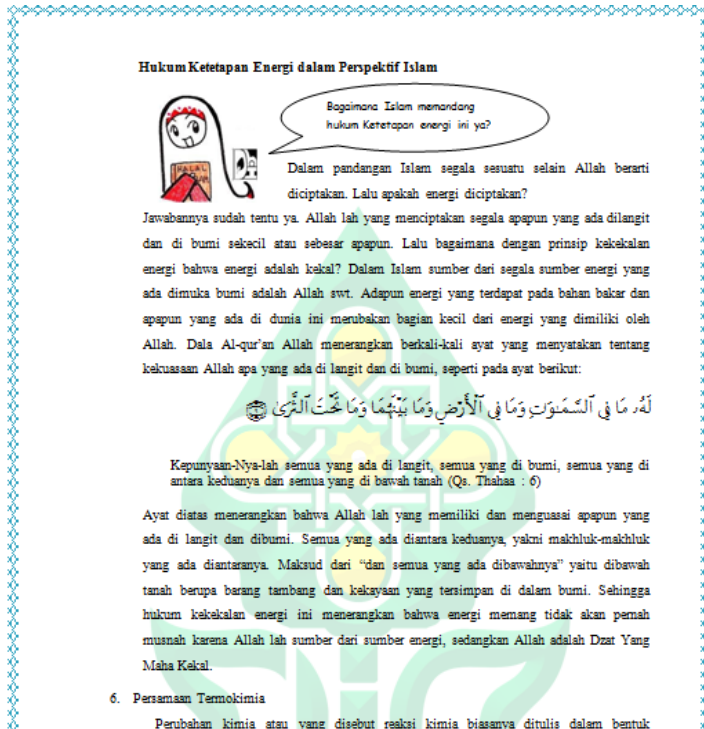 Hukum Ketetapan Energi dalam Perspektif Islam
Bagaimana Islam memandang
hukum Ketetapan energi ini ya?
HALAL
Dalam pandangan Islam segala sesuatu selain Allah berarti
diciptakan. Lalu apakah energi diciptakan?
Jawabannya sudah tentu ya. Allah lah yang menciptakan segala apapun yang ada dilangit
dan di bumi sekecil atau sebesar apapun. Lalu bagaimana dengan prinsip kekekalan
energi bahwa energi adalah kekal? Dalam Islam sumber dari segala sumber energi yang
ada dimuka bumi adalah Allah swt. Adapun energi yang terdapat pada bahan bakar dan
apapun yang ada di dunia ini merubakan bagian kecil dari energi yang dimiliki oleh
Allah. Dala Al-qur’an Allah menerangkan berkali-kali ayat yang menyatakan tentang
kekuasaan Allah apa yang ada di langit dan di bumi, seperti pada ayat berikut:
لَهُۥ مَا فِي ٱلسَّمَـٰوَٰتِ وَمَا فِي ٱلْأَرْضِ وَمَا بَيْنَهُمَا وَمَا تَحْتَ ٱلثَّرَىٰ
Kepunyaan-Nya-lah semua yang ada di langit, semua yang di bumi, semua yang di
antara keduanya dan semua yang di bawah tanah (Qs. Thahaa : 6)
Ayat diatas menerangkan bahwa Allah lah yang memiliki dan menguasai apapun yang
ada di langit dan dibumi. Semua yang ada diantara keduanya, yakni makhluk-makhluk
yang ada diantaranya. Maksud dari “dan semua yang ada dibawahnya” yaitu dibawah
tanah berupa barang tambang dan kekayaan yang tersimpan di dalam bumi. Sehingga
hukum kekekalan energi ini menerangkan bahwa energi memang tidak akan pernah
musnah karena Allah lah sumber dari sumber energi, sedangkan Allah adalah Dzat Yang
Maha Kekal.
6. Persamaan Termokimia
Perubahan kimia atau yang disebut reaksi kimia biasanya ditulis dalam bentuk